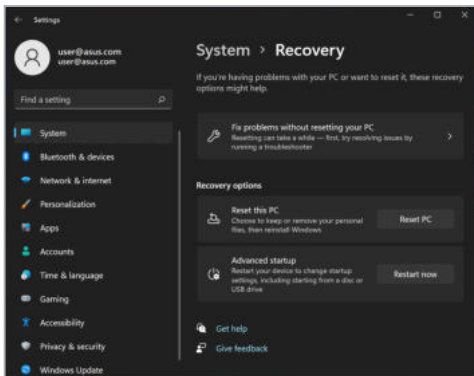 Settings
user@asus.com
user@asus.com
Find a setting
System
Bluetooth & devices
Network & internet
Personalization
Apps
Accounts
Time & language
Gaming
Accessibility
Privacy & security
Windows Update
System > Recovery
If you're having problems with your PC or want to reset it, these recovery
options might help.
Fix problems without resetting your PC
Resetting can take a while — first, try resolving issues by
running a troubleshooter
Recovery options
Reset this PC
Choose to keep or remove your personal
files, then reinstall Windows
Reset PC
Advanced startup
Restart your device to change startup
settings, including starting from a disc or
USB drive
Restart now
Get help
Give feedback